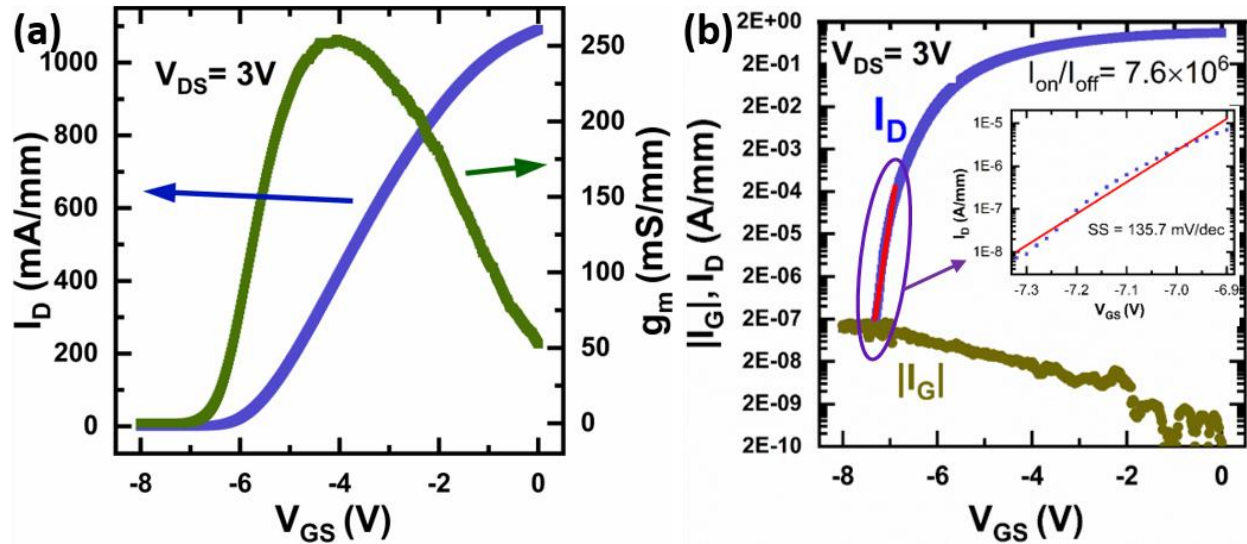 (a)
V_DS= 3V
I_D (mA/mm)
1000
800
600
400
200
0
g_m (mS/mm)
250
200
150
100
50
0
-8
-6
-4
-2
0
V_GS (V)
(b)
V_DS= 3V
I_on/I_off= 7.6×10^6
|I_G|, I_D (A/mm)
2E+00
2E-01
2E-02
2E-03
2E-04
2E-05
2E-06
2E-07
2E-08
2E-09
2E-10
I_D
|I_G|
I_D (A/mm)
1E-5
1E-6
1E-7
1E-8
SS = 135.7 mV/dec
-7.3
-7.2
-7.1
-7.0
-6.9
V_GS (V)
-8
-6
-4
-2
0
V_GS (V)